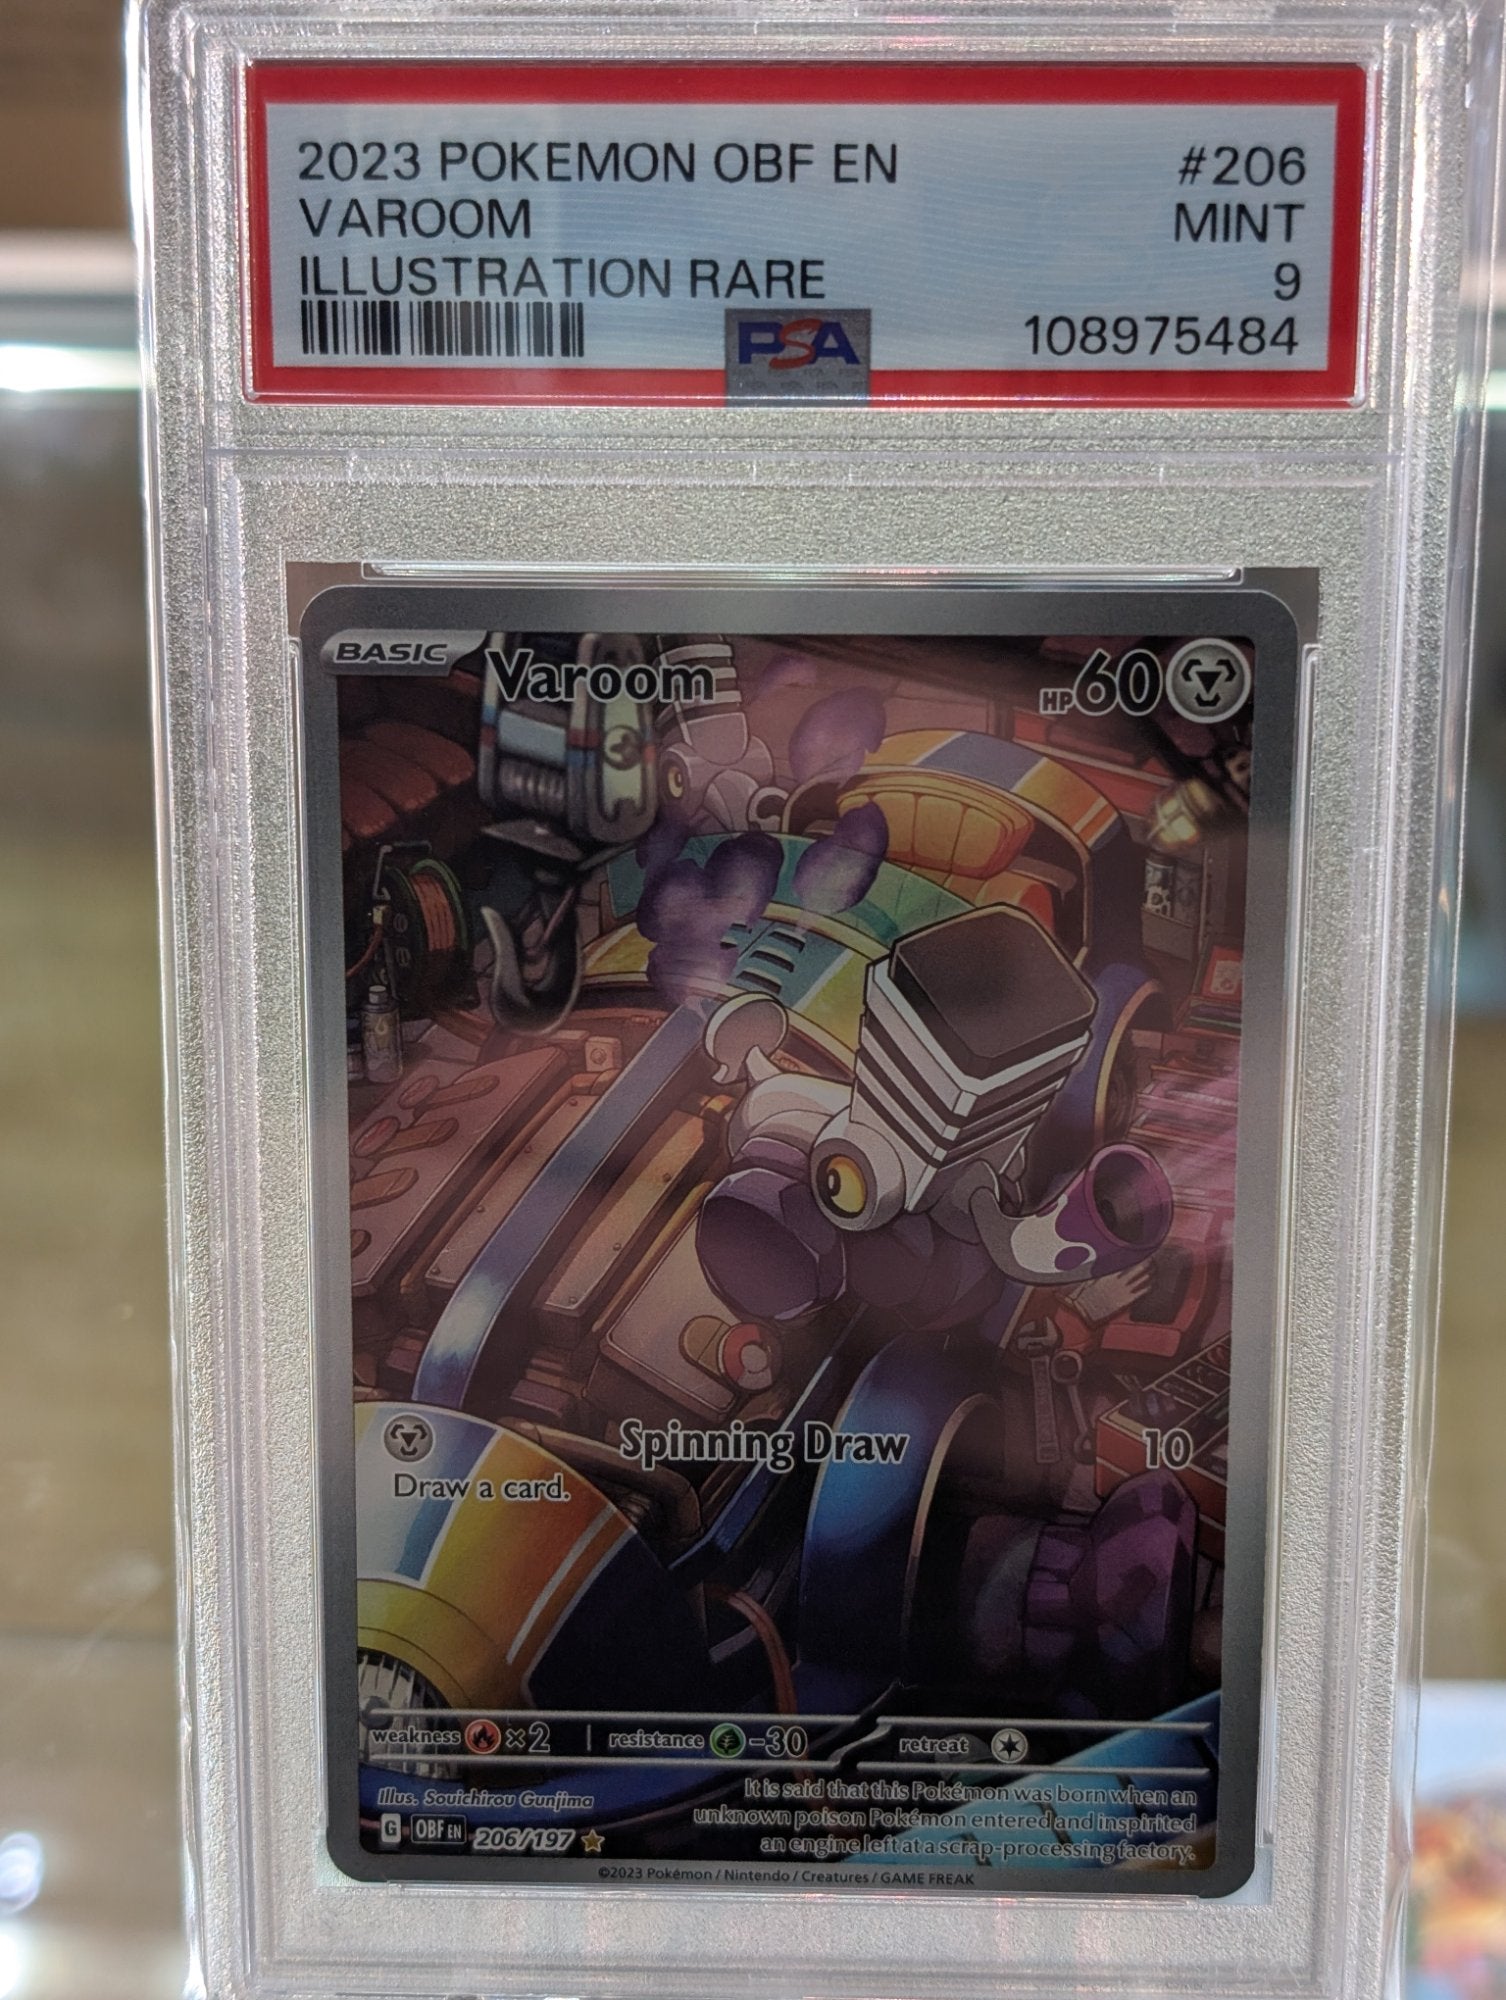 2023 POKEMON OBF EN #206
VAROOM MINT
ILLUSTRATION RARE 9
PSA 108975484
BASIC Varoom HP 60
Spinning Draw 10
Draw a card.
weakness ×2 resistance -30 retreat
Illus. Souichirou Gunjima
It is said that this Pokémon was born when an
unknown poison Pokémon entered and inspirited
an engine left at a scrap-processing factory.
G OBF EN 206/197
©2023 Pokémon / Nintendo / Creatures / GAME FREAK